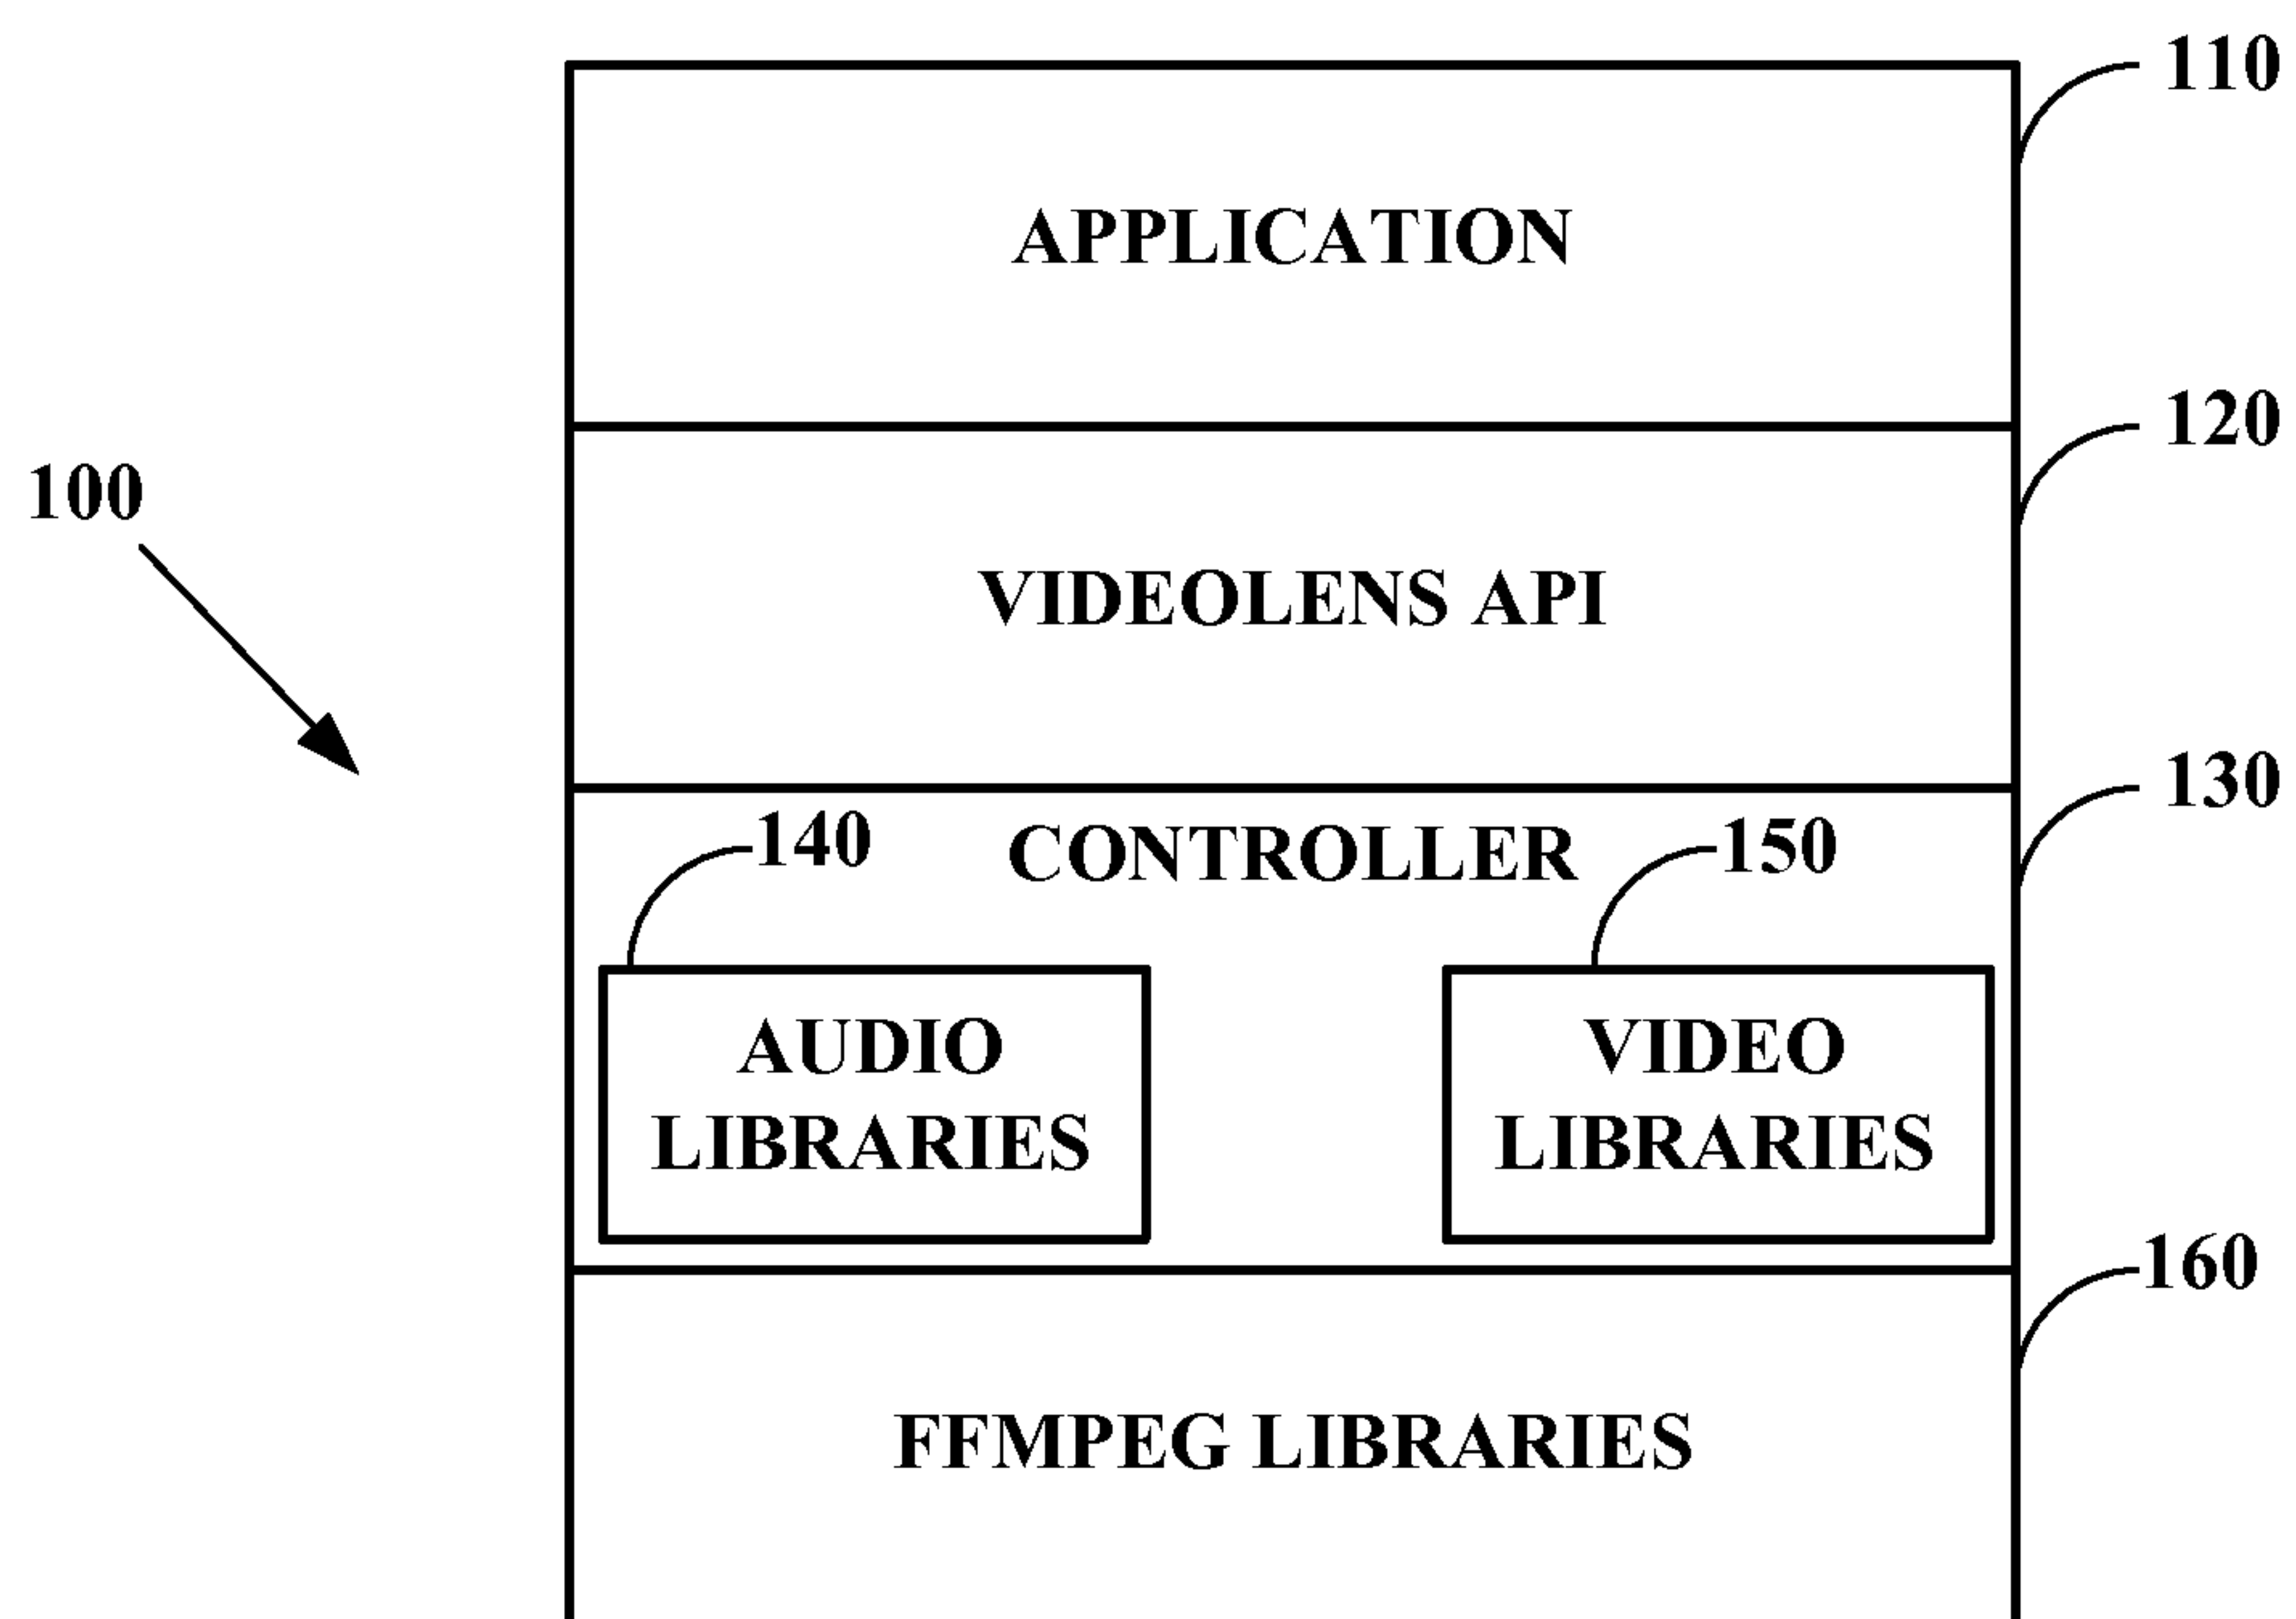 110
APPLICATION
120
100
VIDEOLENS API
130
140
CONTROLLER
150
AUDIO
LIBRARIES
VIDEO
LIBRARIES
160
FFMPEG LIBRARIES